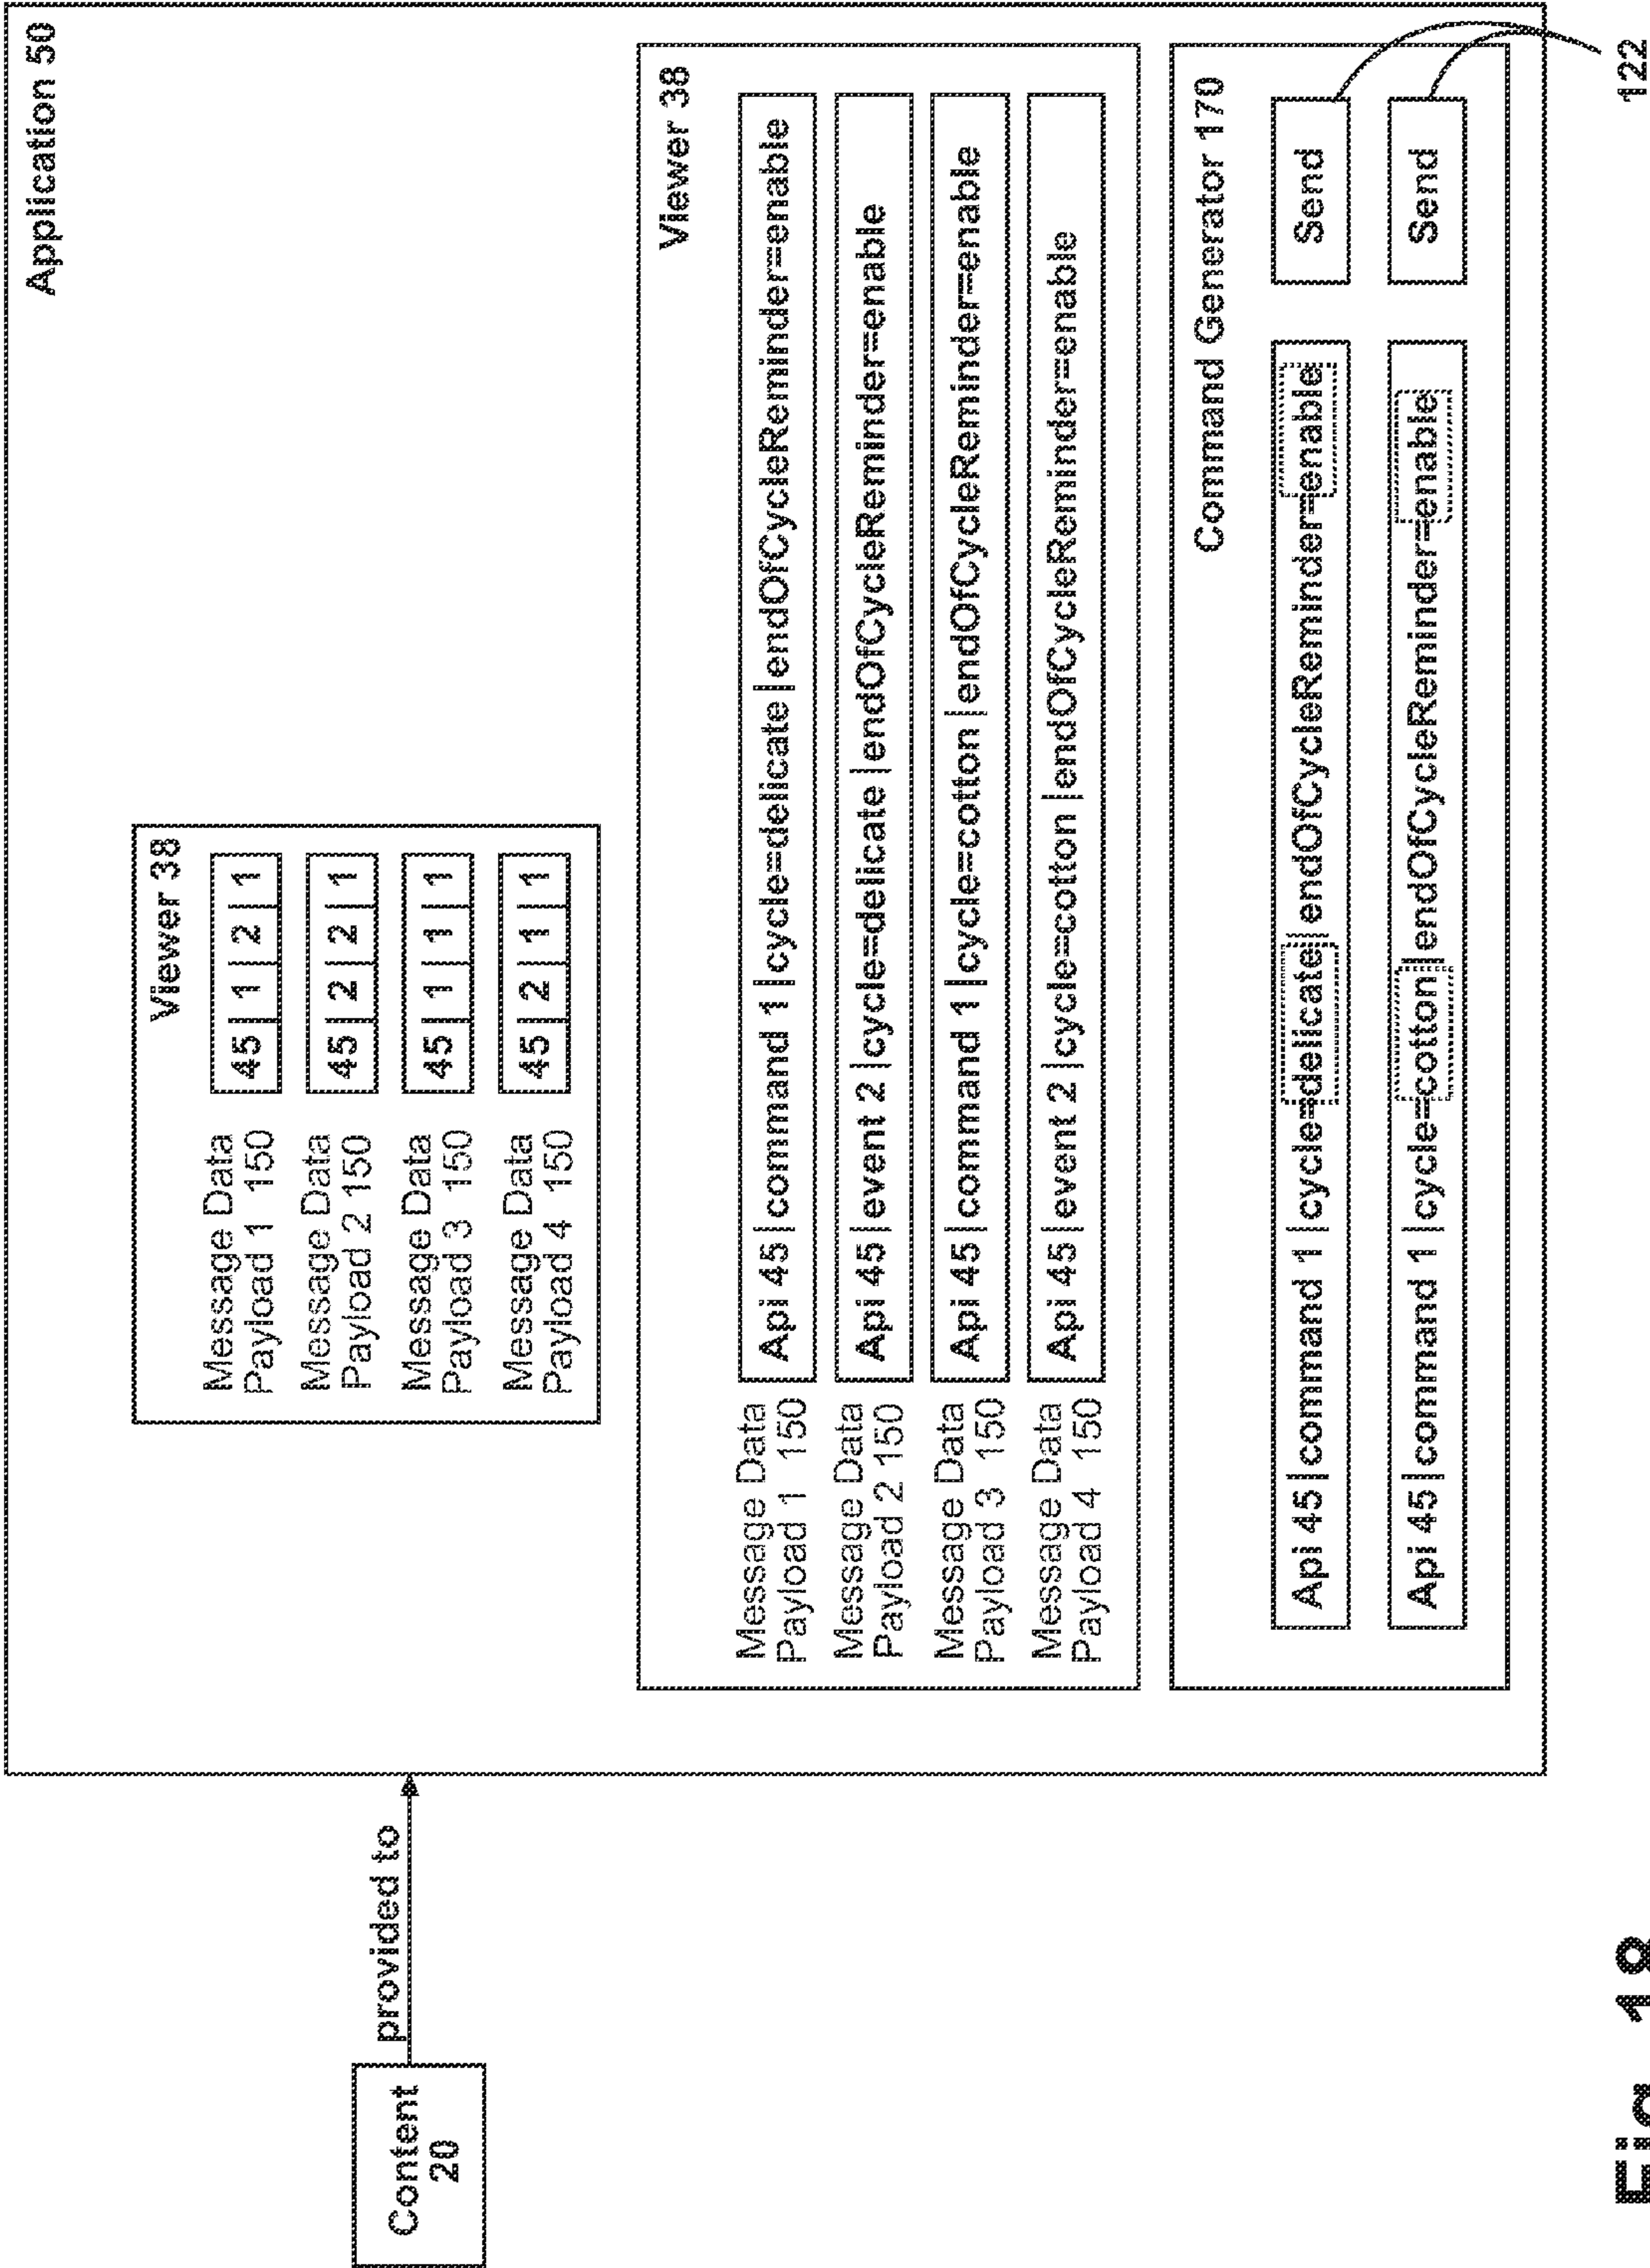 Application 50
Viewer 38
Message Data
Payload 1 150
45 | 1 | 2 | 1
Message Data
Payload 2 150
45 | 2 | 2 | 1
Message Data
Payload 3 150
45 | 1 | 1 | 1
Message Data
Payload 4 150
45 | 2 | 1 | 1
Content
20
provided to
Viewer 38
Message Data
Payload 1 150
Api 45 | command 1 | cycle=delicate | endOfCycleReminder=enable
Message Data
Payload 2 150
Api 45 | event 2 | cycle=delicate | endOfCycleReminder=enable
Message Data
Payload 3 150
Api 45 | command 1 | cycle=cotton | endOfCycleReminder=enable
Message Data
Payload 4 150
Api 45 | event 2 | cycle=cotton | endOfCycleReminder=enable
Command Generator 170
Api 45 | command 1 | cycle=delicate | endOfCycleReminder=enable
Send
Api 45 | command 1 | cycle=cotton | endOfCycleReminder=enable
Send
122
Fig. 18